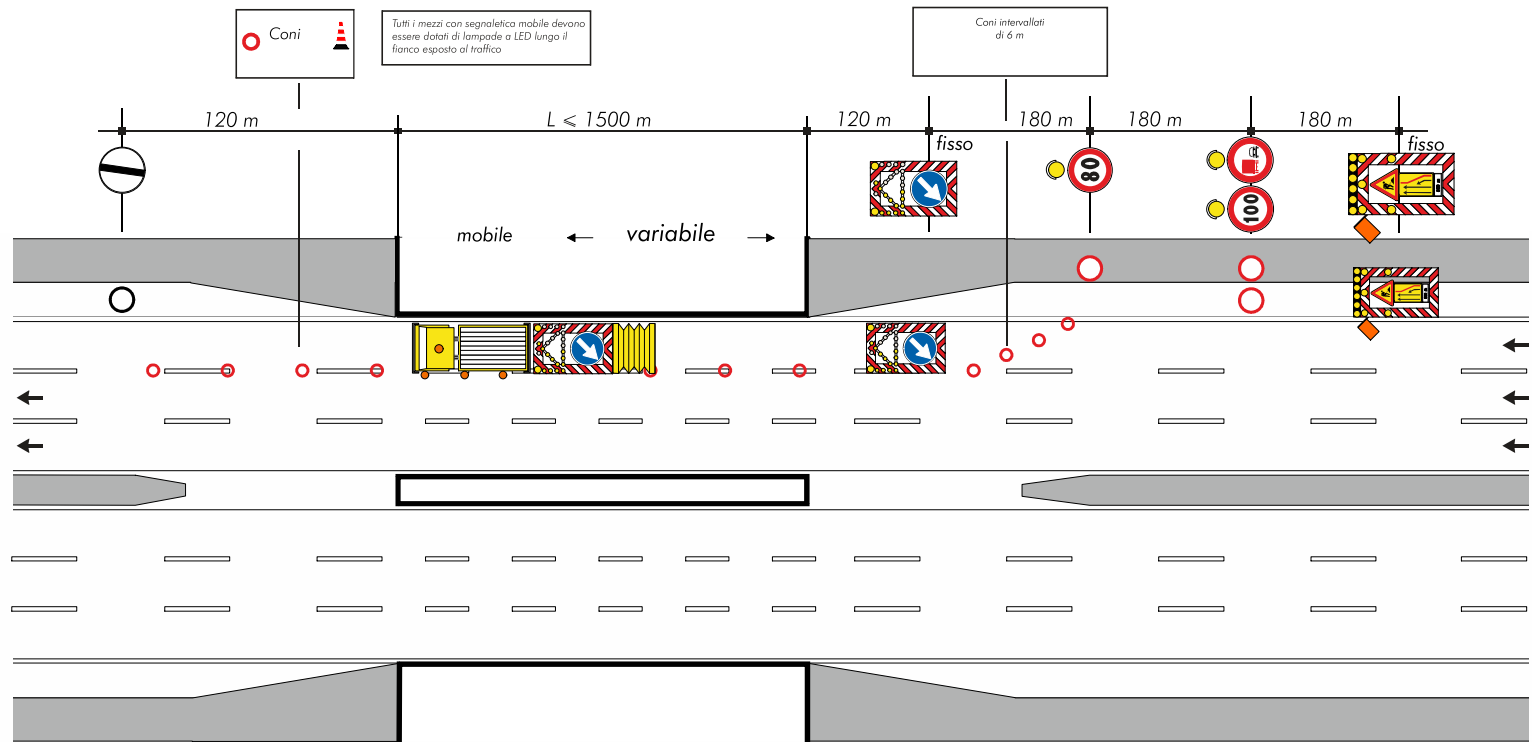 Coni
Tutti i mezzi con segnaletica mobile devono
essere dotati di lampade a LED lungo il
fianco esposto al traffico
Coni intervallati
di 6 m
120 m
L ⩽ 1500 m
120 m
180 m
180 m
180 m
fisso
fisso
80
100
mobile
variabile